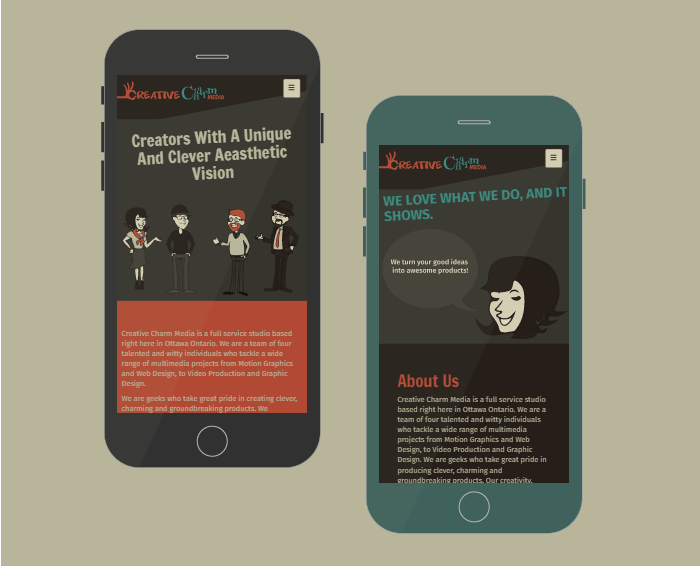 CREATIVE Charm MEDIA
Creators With A Unique
And Clever Aeasthetic
Vision
Creative Charm Media is a full service studio based
right here in Ottawa Ontario. We are a team of four
talented and witty individuals who tackle a wide
range of multimedia projects from Motion Graphics
and Web Design, to Video Production and Graphic
Design.
We are geeks who take great pride in creating clever,
charming and groundbreaking products. We
CREATIVE Charm MEDIA
WE LOVE WHAT WE DO, AND IT
SHOWS.
We turn your good ideas
into awesome products!
About Us
Creative Charm Media is a full service studio
based right here in Ottawa Ontario. We are a
team of four talented and witty individuals
who tackle a wide range of multimedia
projects from Motion Graphics and Web
Design, to Video Production and Graphic
Design. We are geeks who take great pride in
producing clever, charming and
groundbreaking products. Our creativity,